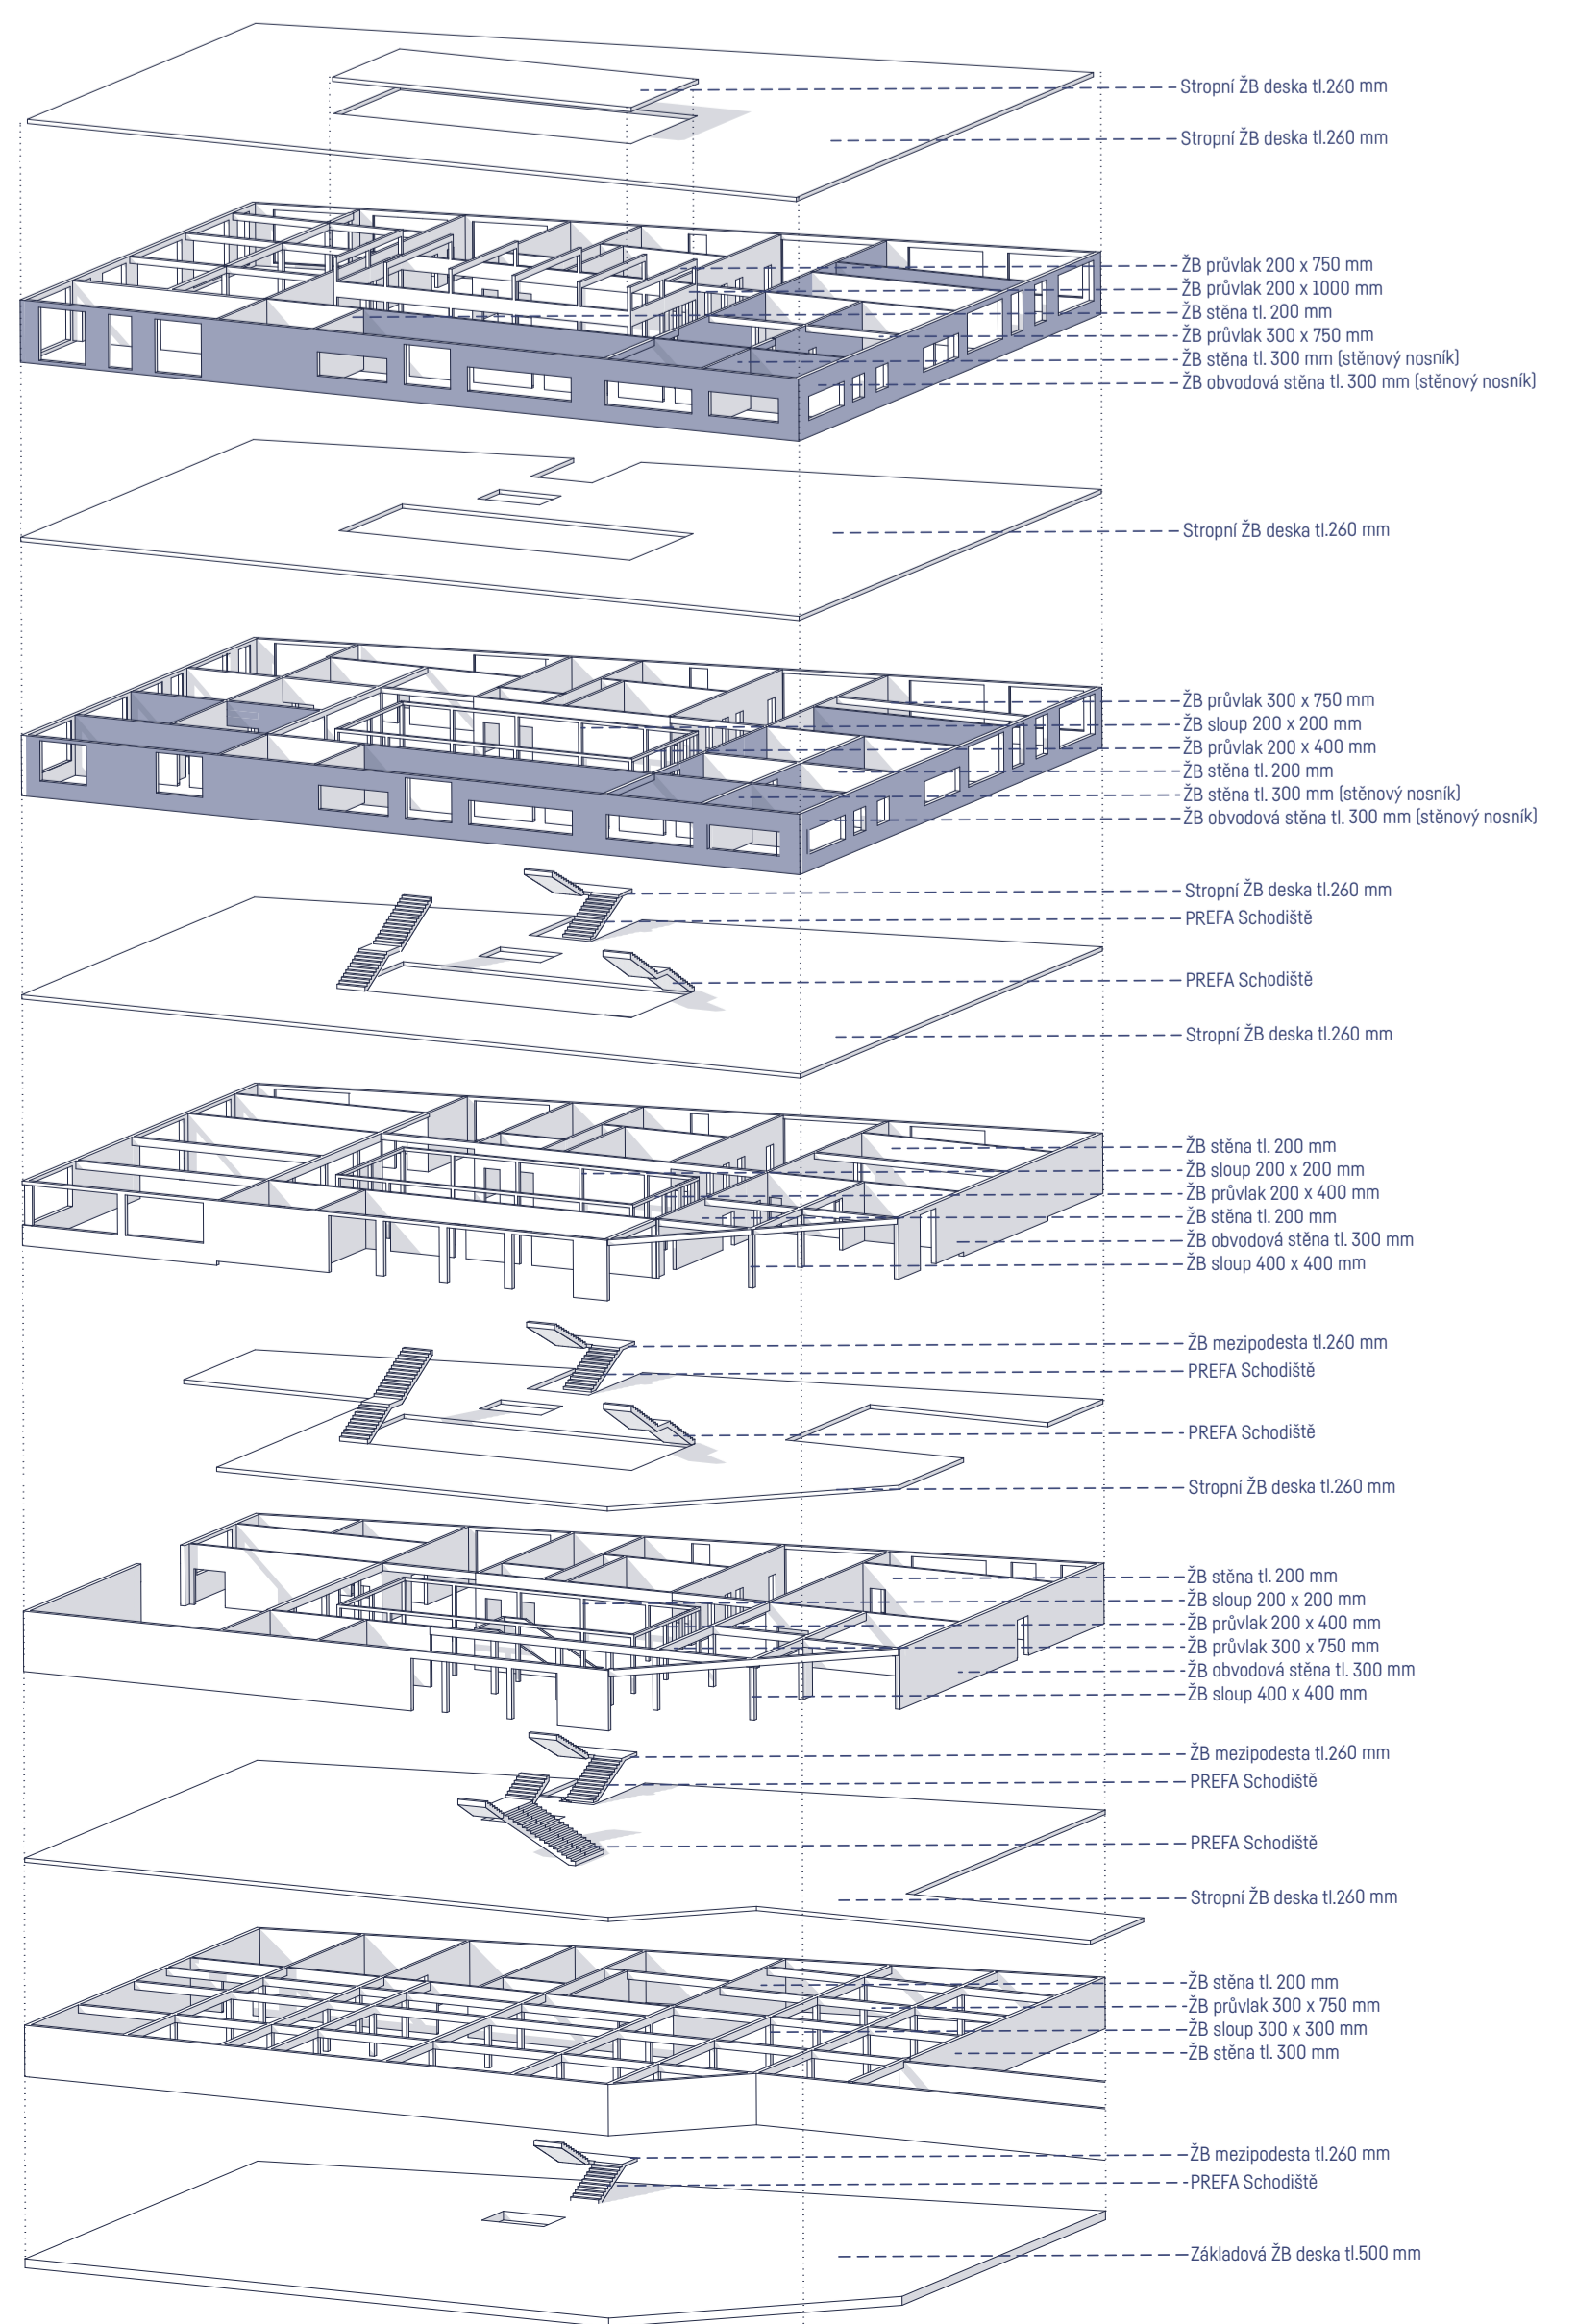 Stropní ŽB deska tl.260 mm
Stropní ŽB deska tl.260 mm
ŽB průvlak 200 x 750 mm
ŽB průvlak 200 x 1000 mm
ŽB stěna tl. 200 mm
ŽB průvlak 300 x 750 mm
ŽB stěna tl. 300 mm (stěnový nosník)
ŽB obvodová stěna tl. 300 mm (stěnový nosník)
Stropní ŽB deska tl.260 mm
ŽB průvlak 300 x 750 mm
ŽB sloup 200 x 200 mm
ŽB průvlak 200 x 400 mm
ŽB stěna tl. 200 mm
ŽB stěna tl. 300 mm (stěnový nosník)
ŽB obvodová stěna tl. 300 mm (stěnový nosník)
Stropní ŽB deska tl.260 mm
PREFA Schodiště
PREFA Schodiště
Stropní ŽB deska tl.260 mm
ŽB stěna tl. 200 mm
ŽB sloup 200 x 200 mm
ŽB průvlak 200 x 400 mm
ŽB stěna tl. 200 mm
ŽB obvodová stěna tl. 300 mm
ŽB sloup 400 x 400 mm
ŽB mezipodesta tl.260 mm
PREFA Schodiště
PREFA Schodiště
Stropní ŽB deska tl.260 mm
ŽB stěna tl. 200 mm
ŽB sloup 200 x 200 mm
ŽB průvlak 200 x 400 mm
ŽB průvlak 300 x 750 mm
ŽB obvodová stěna tl. 300 mm
ŽB sloup 400 x 400 mm
ŽB mezipodesta tl.260 mm
PREFA Schodiště
PREFA Schodiště
Stropní ŽB deska tl.260 mm
ŽB stěna tl. 200 mm
ŽB průvlak 300 x 750 mm
ŽB sloup 300 x 300 mm
ŽB stěna tl. 300 mm
ŽB mezipodesta tl.260 mm
PREFA Schodiště
Základová ŽB deska tl.500 mm